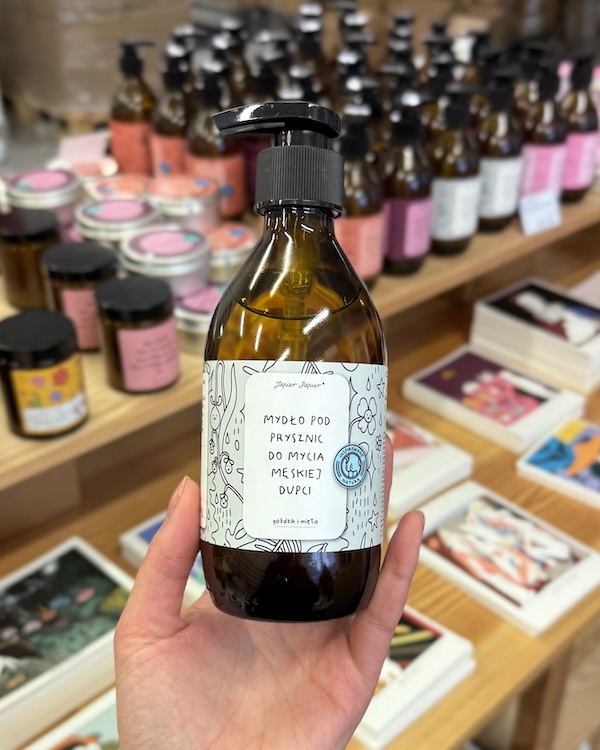 Papier Papier
MYDŁO POD
PRYSZNIC
DO MYCIA
MĘSKIEJ
DUPCI
goździk i mięta